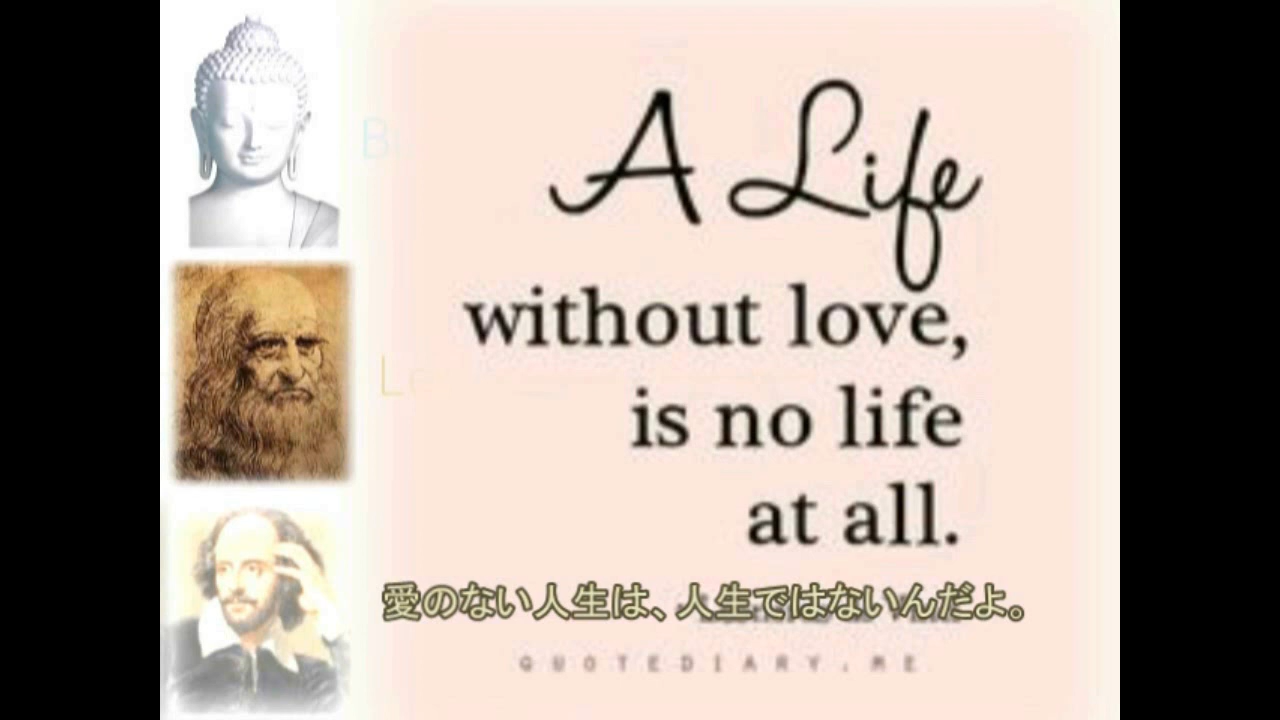 A Life
without love,
is no life
at all.
愛のない人生は、人生ではないんだよ。
QUOTEDIARY.ME